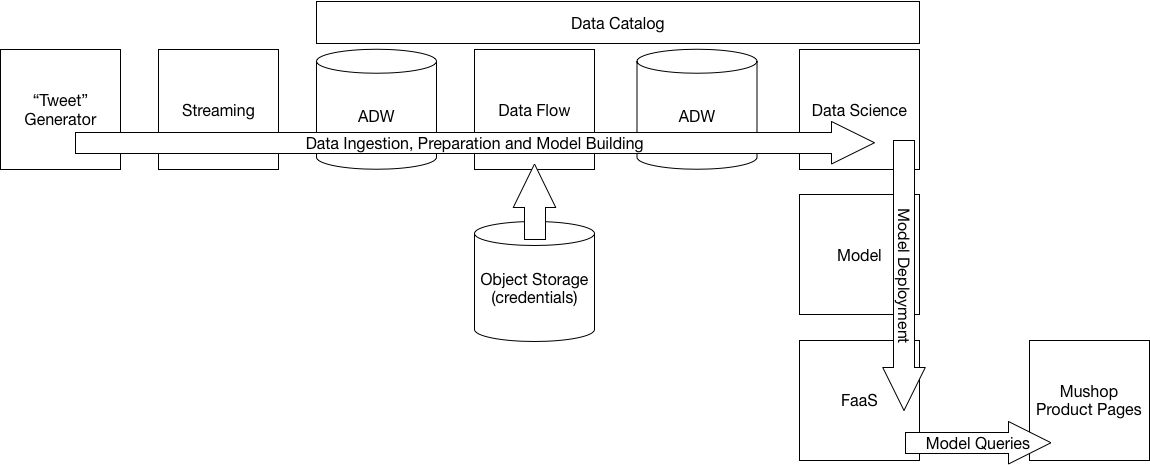 Data Catalog
“Tweet”
Generator
Streaming
ADW
Data Flow
ADW
Data Science
Data Ingestion, Preparation and Model Building
Object Storage
(credentials)
Model
Model Deployment
FaaS
Model Queries
Mushop
Product Pages